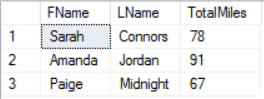 FName LName TotalMiles
1 Sarah Connors 78
2 Amanda Jordan 91
3 Paige Midnight 67